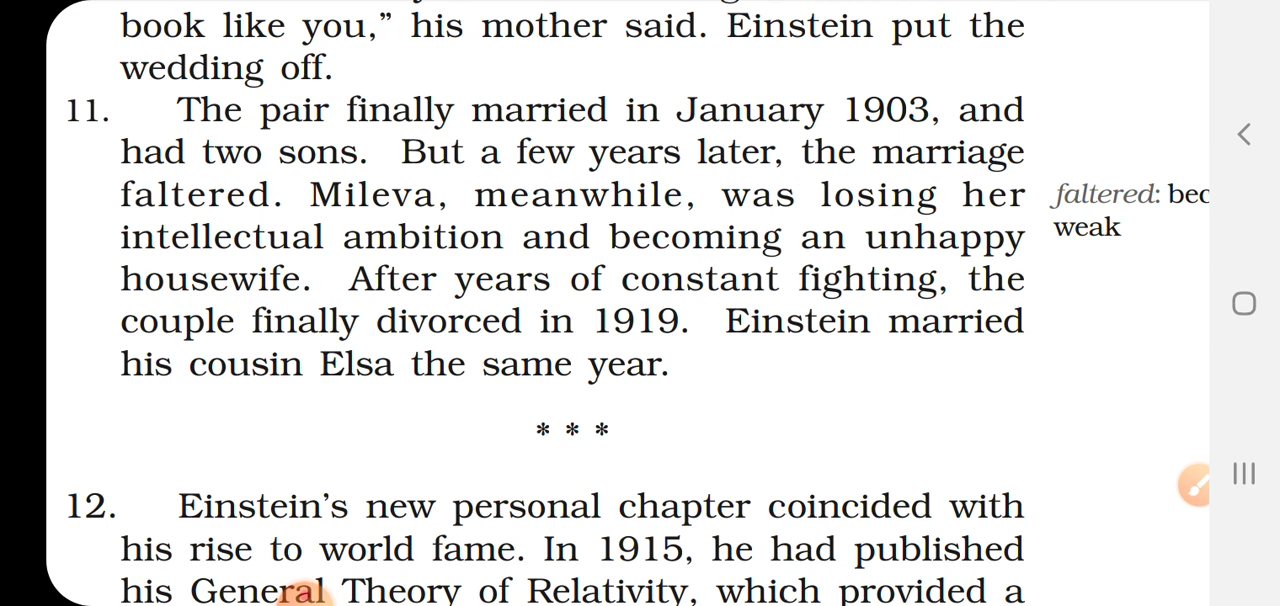 book like you,” his mother said. Einstein put the
wedding off.
11. The pair finally married in January 1903, and
had two sons. But a few years later, the marriage
faltered. Mileva, meanwhile, was losing her
intellectual ambition and becoming an unhappy
housewife. After years of constant fighting, the
couple finally divorced in 1919. Einstein married
his cousin Elsa the same year.
faltered: bec
weak
* * *
12. Einstein’s new personal chapter coincided with
his rise to world fame. In 1915, he had published
his General Theory of Relativity, which provided a